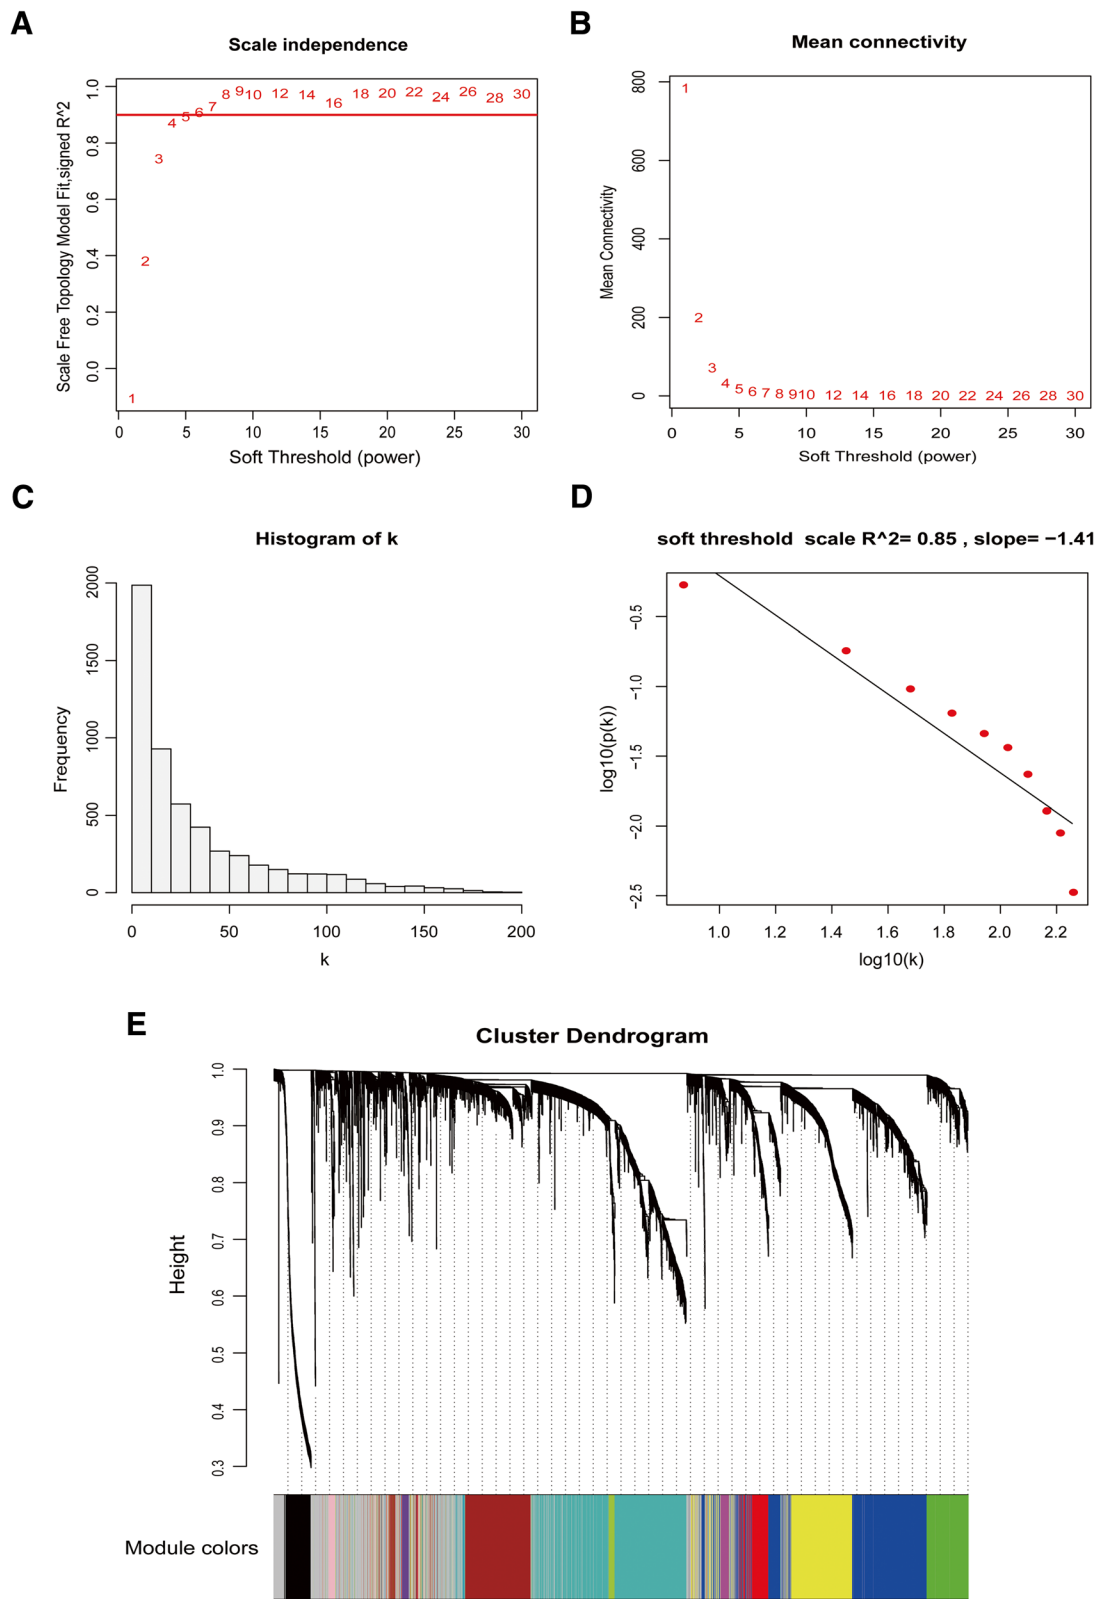 A
Scale independence
Scale Free Topology Model Fit,signed R^2
1.0
0.8
0.6
0.4
0.2
0.0
1 2 3 4 5 6 7 8 9 10 12 14 16 18 20 22 24 26 28 30
0 5 10 15 20 25 30
Soft Threshold (power)
B
Mean connectivity
Mean Connectivity
800
600
400
200
0
1 2 3 4 5 6 7 8 9 10 12 14 16 18 20 22 24 26 28 30
0 5 10 15 20 25 30
Soft Threshold (power)
C
Histogram of k
Frequency
2000
1500
1000
500
0
0 50 100 150 200
k
D
soft threshold scale R^2= 0.85 , slope= −1.41
log10(p(k))
−0.5
−1.0
−1.5
−2.0
−2.5
1.0 1.2 1.4 1.6 1.8 2.0 2.2
log10(k)
E
Cluster Dendrogram
Height
1.0
0.9
0.8
0.7
0.6
0.5
0.4
0.3
Module colors